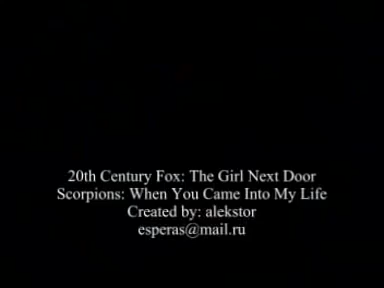 20th Century Fox: The Girl Next Door
Scorpions: When You Came Into My Life
Created by: alekstor
esperas@mail.ru